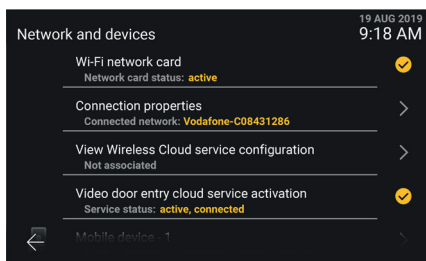 19 AUG 2019
Network and devices
9:18 AM
Wi-Fi network card
Network card status: active
Connection properties
Connected network: Vodafone-C08431286
View Wireless Cloud service configuration
Not associated
Video door entry cloud service activation
Service status: active, connected
Mobile device - 1